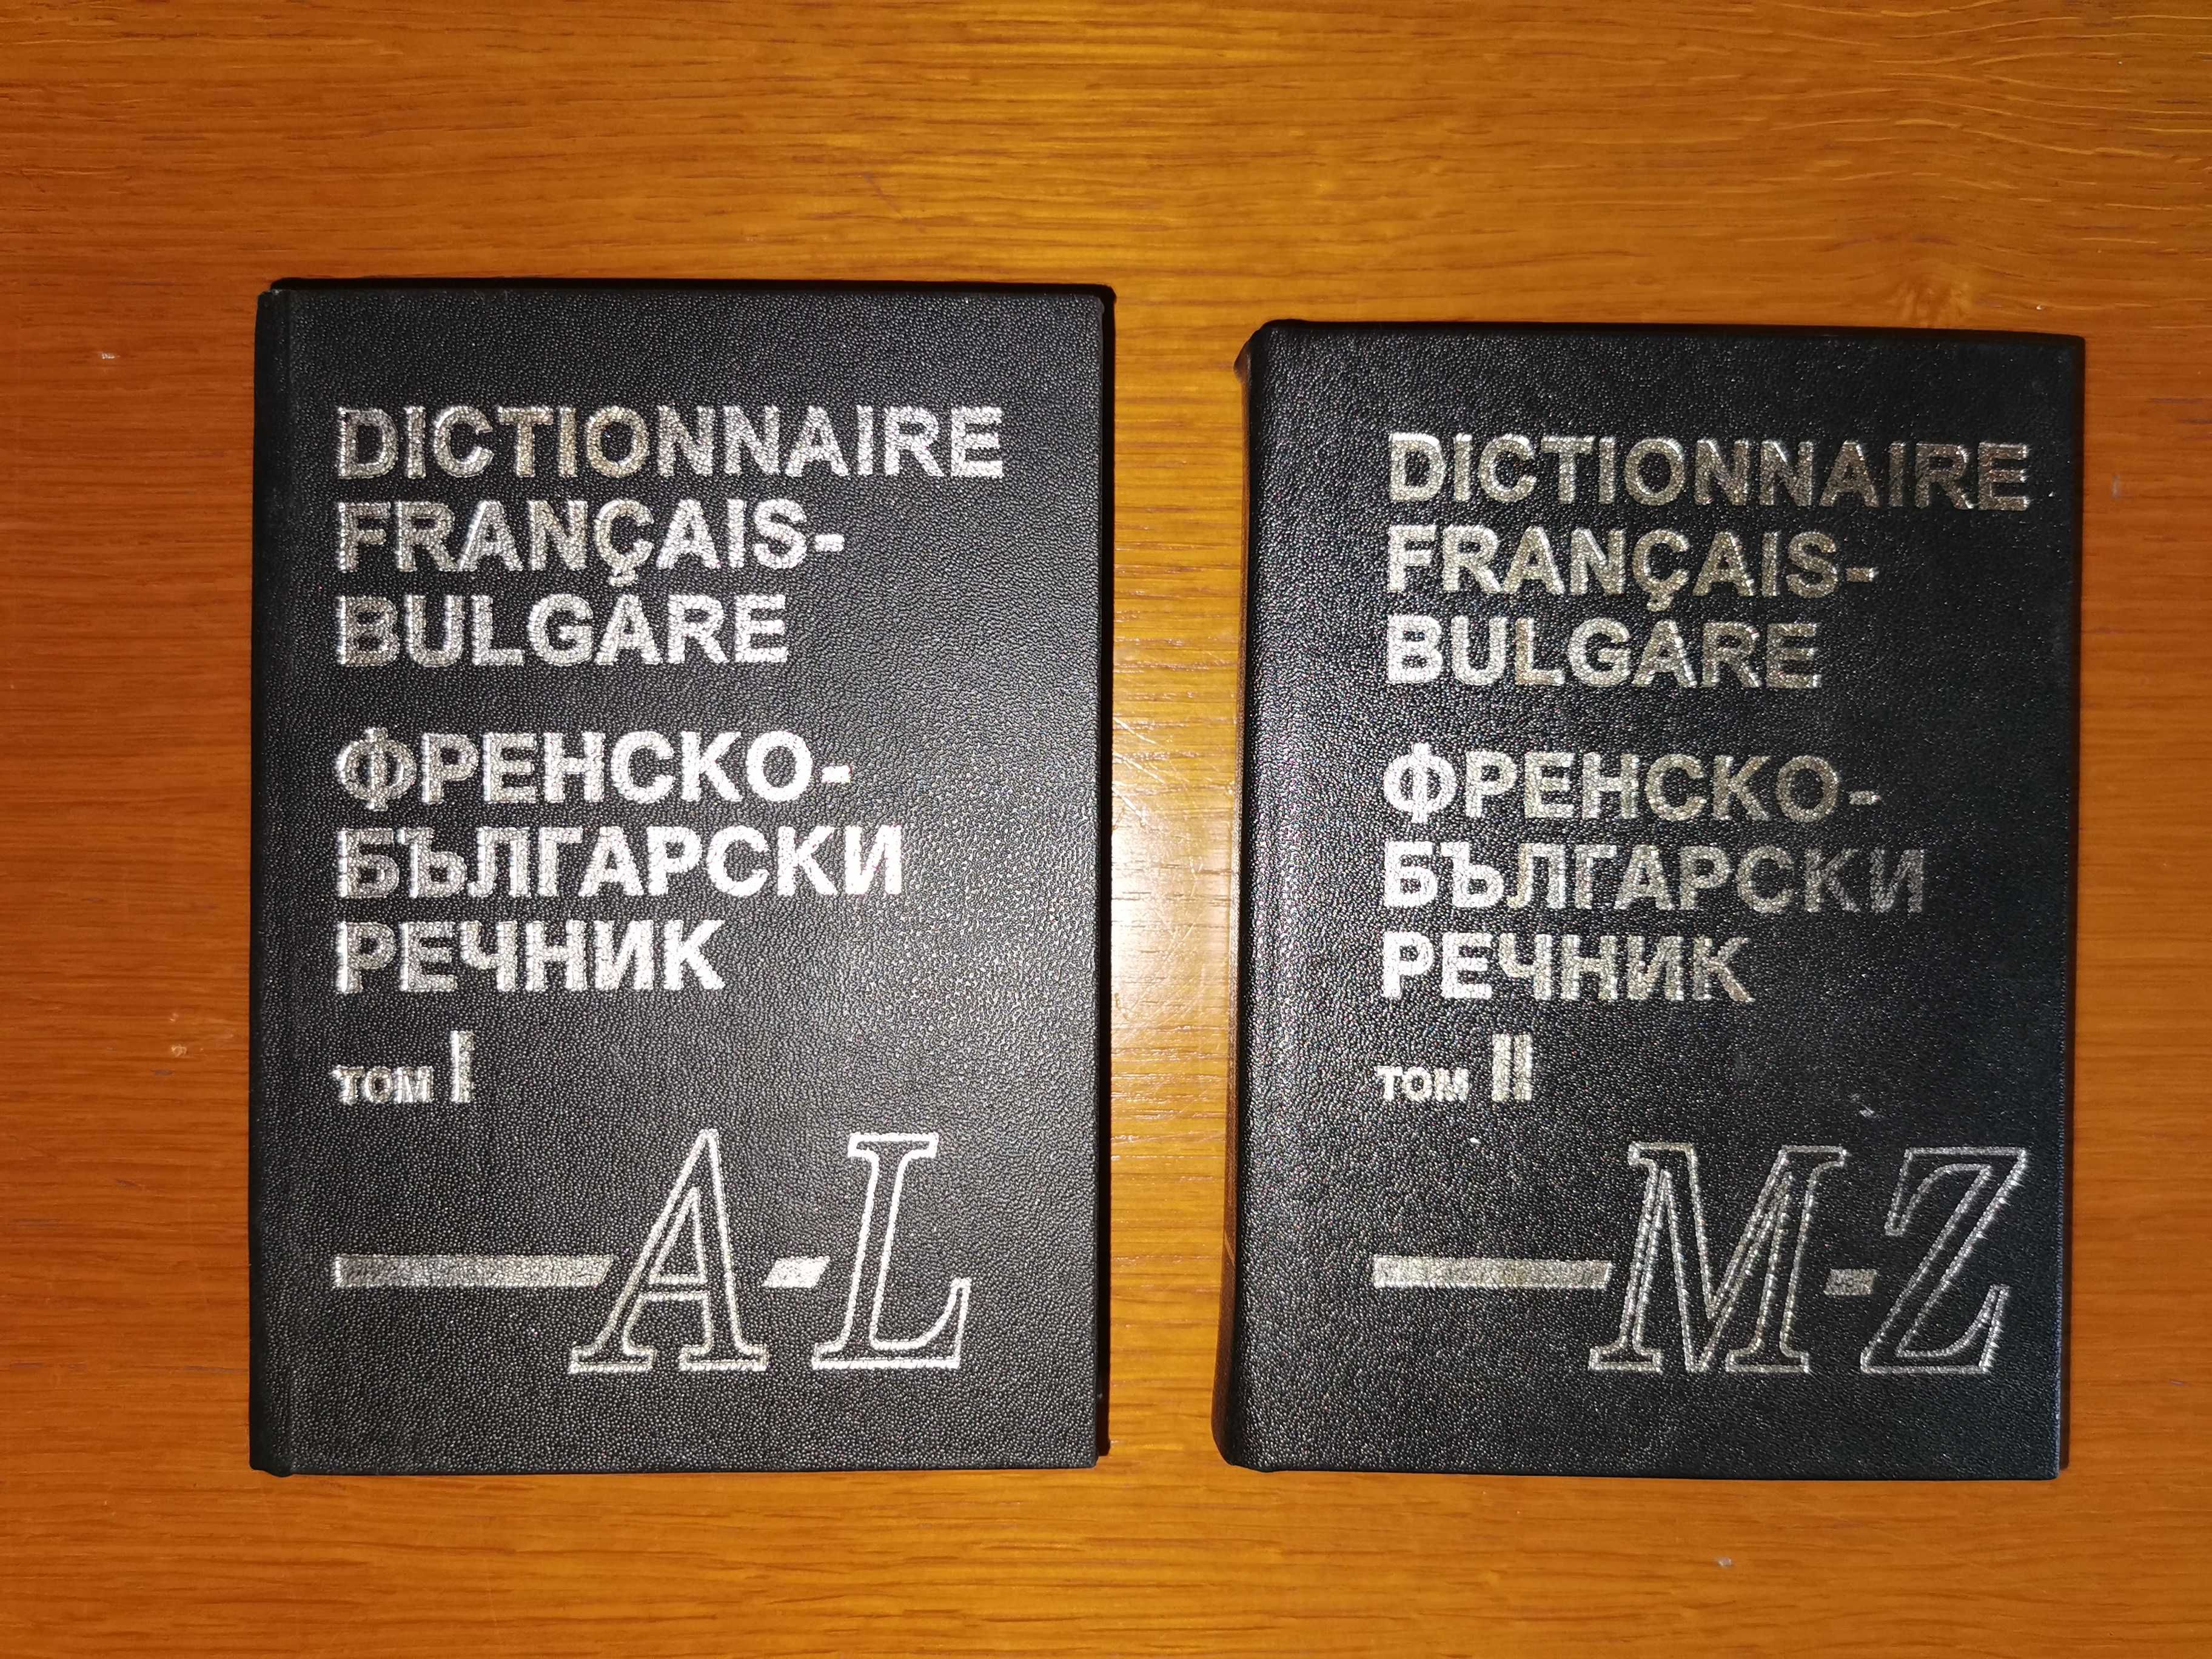 DICTIONNAIRE
FRANÇAIS-
BULGARE
ФРЕНСКО-
БЪЛГАРСКИ
РЕЧНИК
ТОМ I
A-L
DICTIONNAIRE
FRANÇAIS-
BULGARE
ФРЕНСКО-
БЪЛГАРСКИ
РЕЧНИК
ТОМ II
M-Z